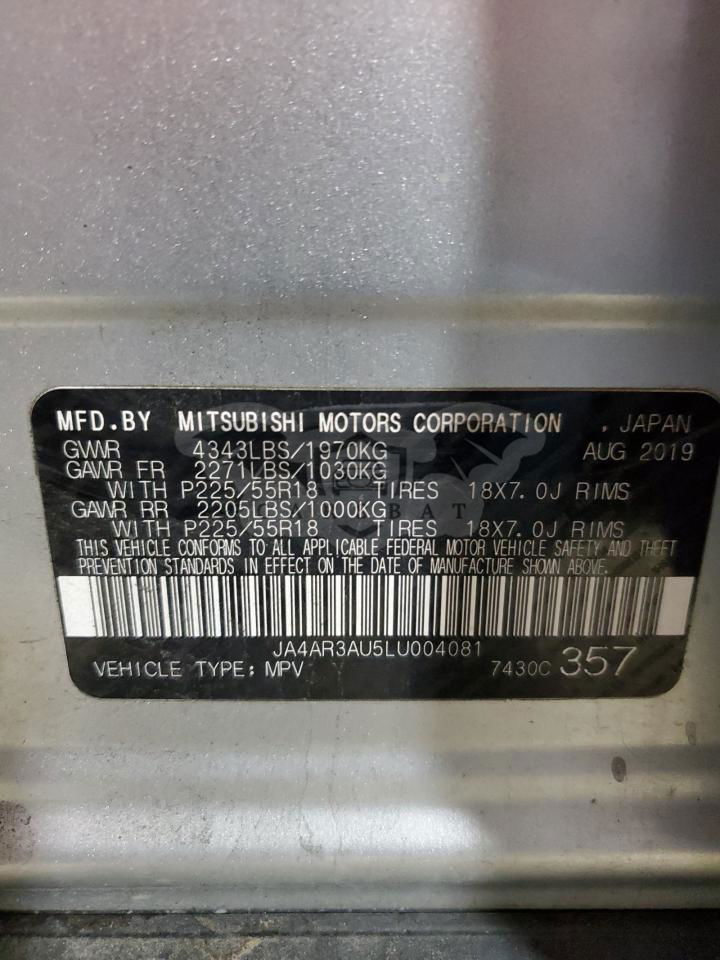 MFD.BY MITSUBISHI MOTORS CORPORATION . JAPAN
GWR 4343LBS/1970KG AUG 2019
GAWR FR 2271LBS/1030KG
WITH P225/55R18 TIRES 18X7.0J RIMS
GAWR RR 2205LBS/1000KG
WITH P225/55R18 TIRES 18X7.0J RIMS
THIS VEHICLE CONFORMS TO ALL APPLICABLE FEDERAL MOTOR VEHICLE SAFETY AND THEFT
PREVENTION STANDARDS IN EFFECT ON THE DATE OF MANUFACTURE SHOWN ABOVE.
JA4AR3AU5LU004081
VEHICLE TYPE: MPV 7430C 357